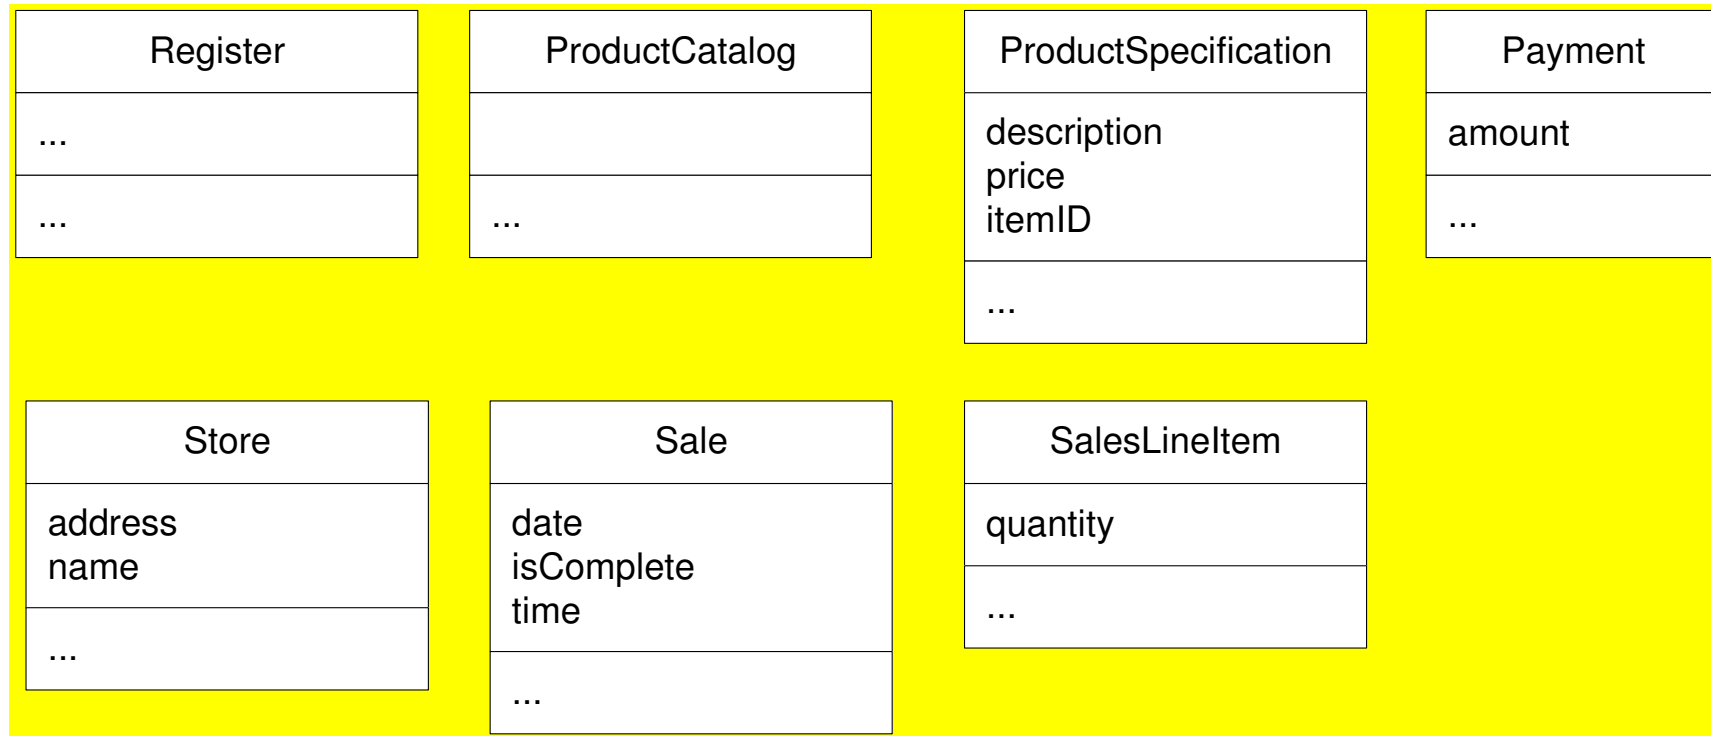 Register
...
...
ProductCatalog
...
ProductSpecification
description
price
itemID
...
Payment
amount
...
Store
address
name
...
Sale
date
isComplete
time
...
SalesLineItem
quantity
...